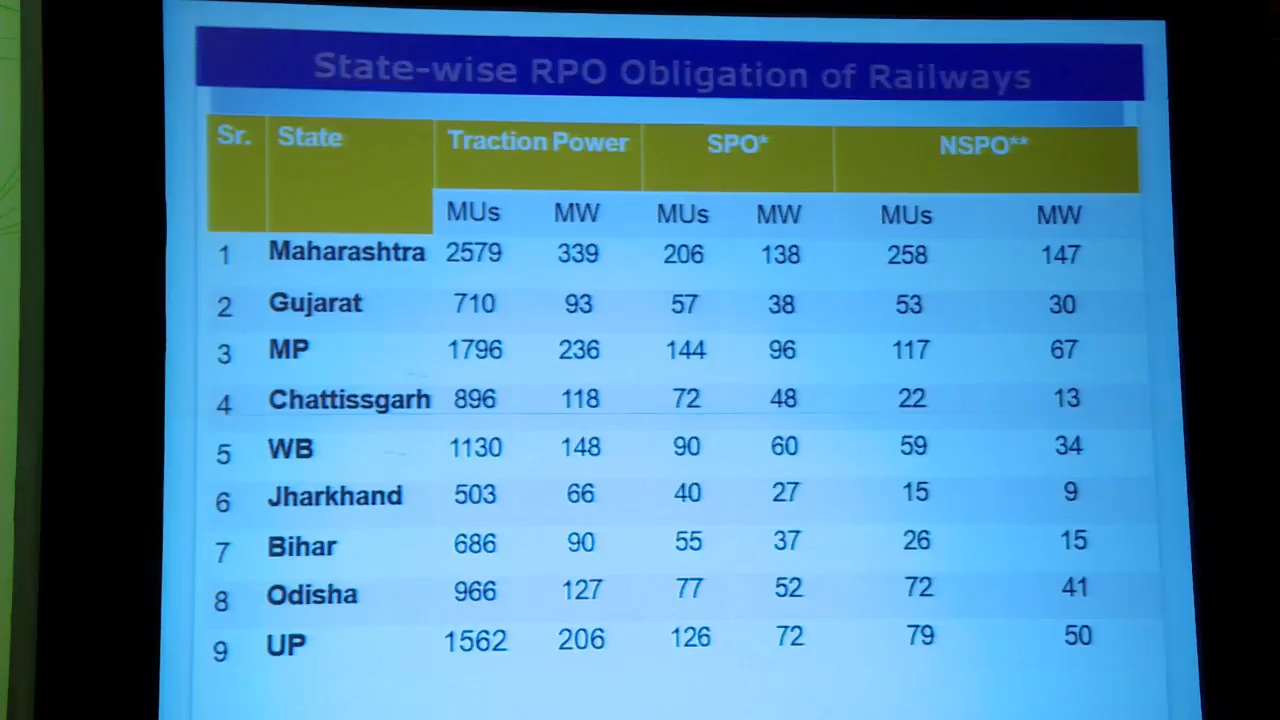 State-wise RPO Obligation of Railways
Sr. State Traction Power SPO* NSPO**
MUs MW MUs MW MUs MW
1 Maharashtra 2579 339 206 138 258 147
2 Gujarat 710 93 57 38 53 30
3 MP 1796 236 144 96 117 67
4 Chattissgarh 896 118 72 48 22 13
5 WB 1130 148 90 60 59 34
6 Jharkhand 503 66 40 27 15 9
7 Bihar 686 90 55 37 26 15
8 Odisha 966 127 77 52 72 41
9 UP 1562 206 126 72 79 50